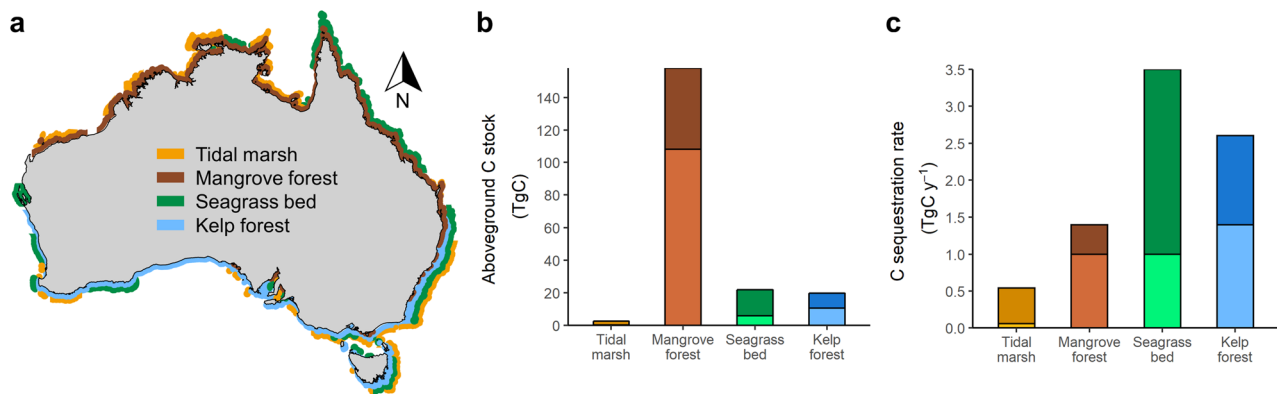 a
N
Tidal marsh
Mangrove forest
Seagrass bed
Kelp forest
b
Aboveground C stock
(TgC)
140
120
100
80
60
40
20
0
Tidal
marsh
Mangrove
forest
Seagrass
bed
Kelp
forest
c
C sequestration rate
(TgC y⁻¹)
3.5
3.0
2.5
2.0
1.5
1.0
0.5
0.0
Tidal
marsh
Mangrove
forest
Seagrass
bed
Kelp
forest